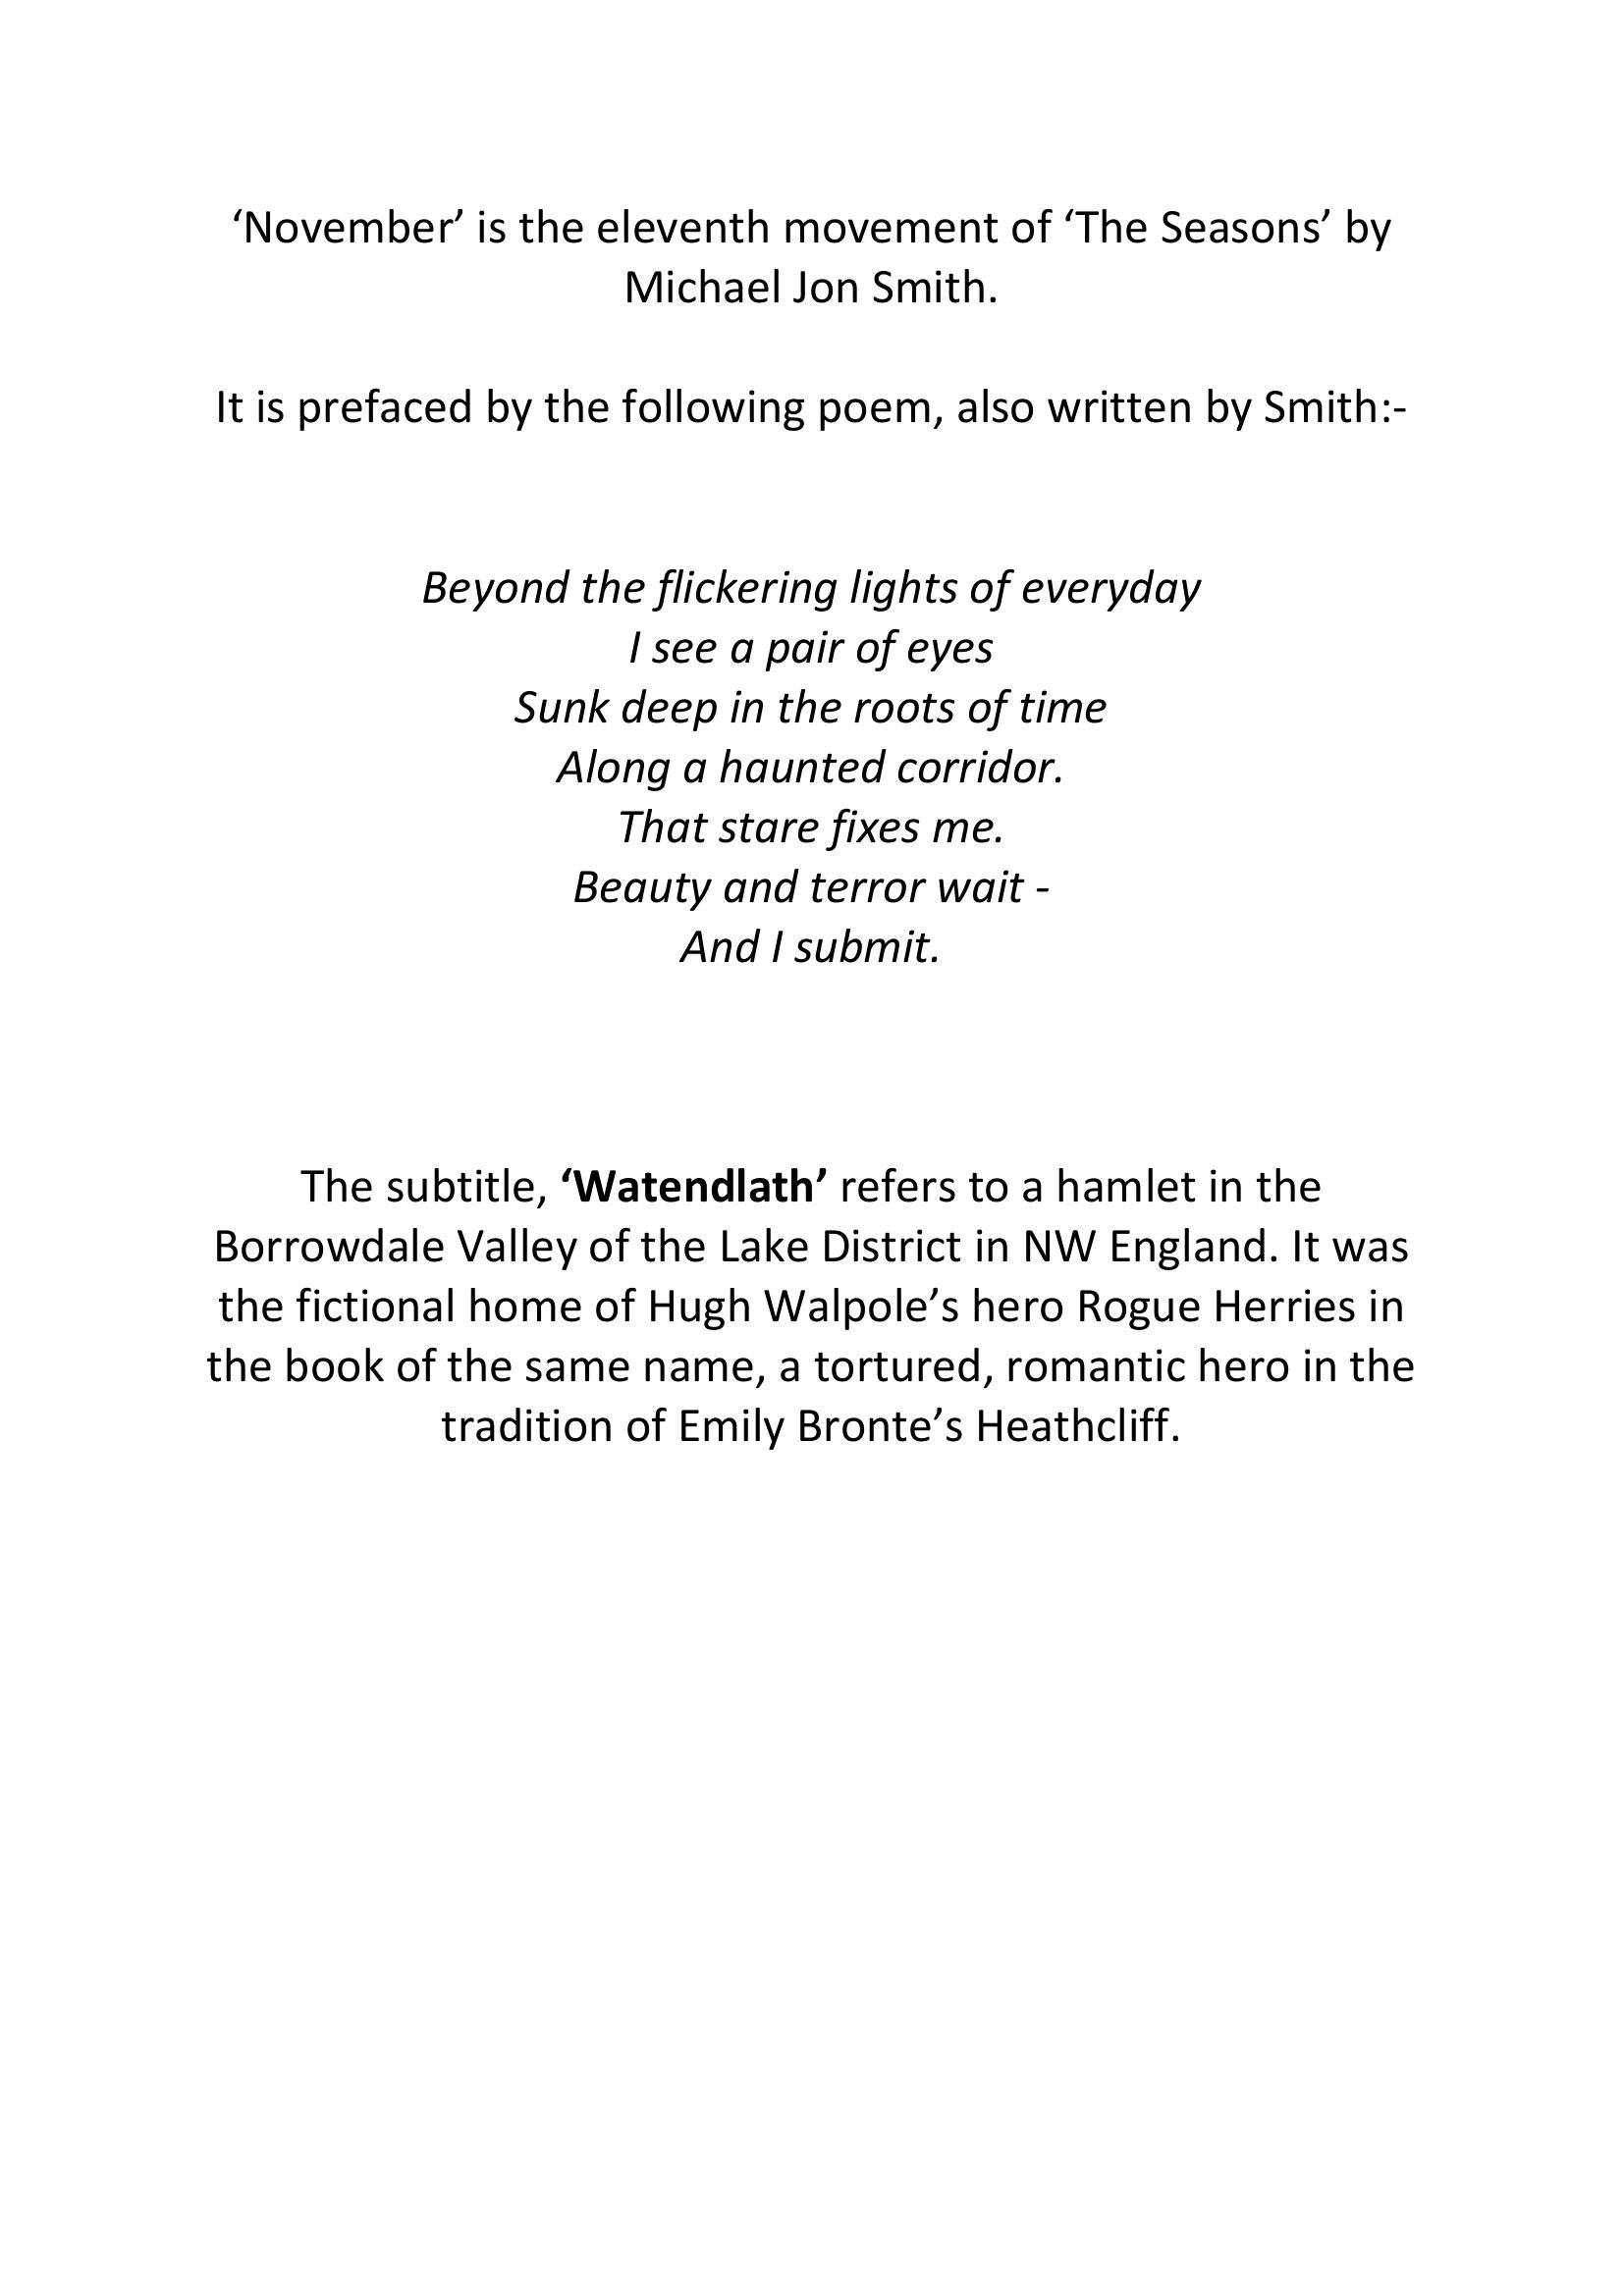 ‘November’ is the eleventh movement of ‘The Seasons’ by
Michael Jon Smith.
It is prefaced by the following poem, also written by Smith:-
Beyond the flickering lights of everyday
I see a pair of eyes
Sunk deep in the roots of time
Along a haunted corridor.
That stare fixes me.
Beauty and terror wait -
And I submit.
The subtitle, ‘Watendlath’ refers to a hamlet in the
Borrowdale Valley of the Lake District in NW England. It was
the fictional home of Hugh Walpole’s hero Rogue Herries in
the book of the same name, a tortured, romantic hero in the
tradition of Emily Bronte’s Heathcliff.